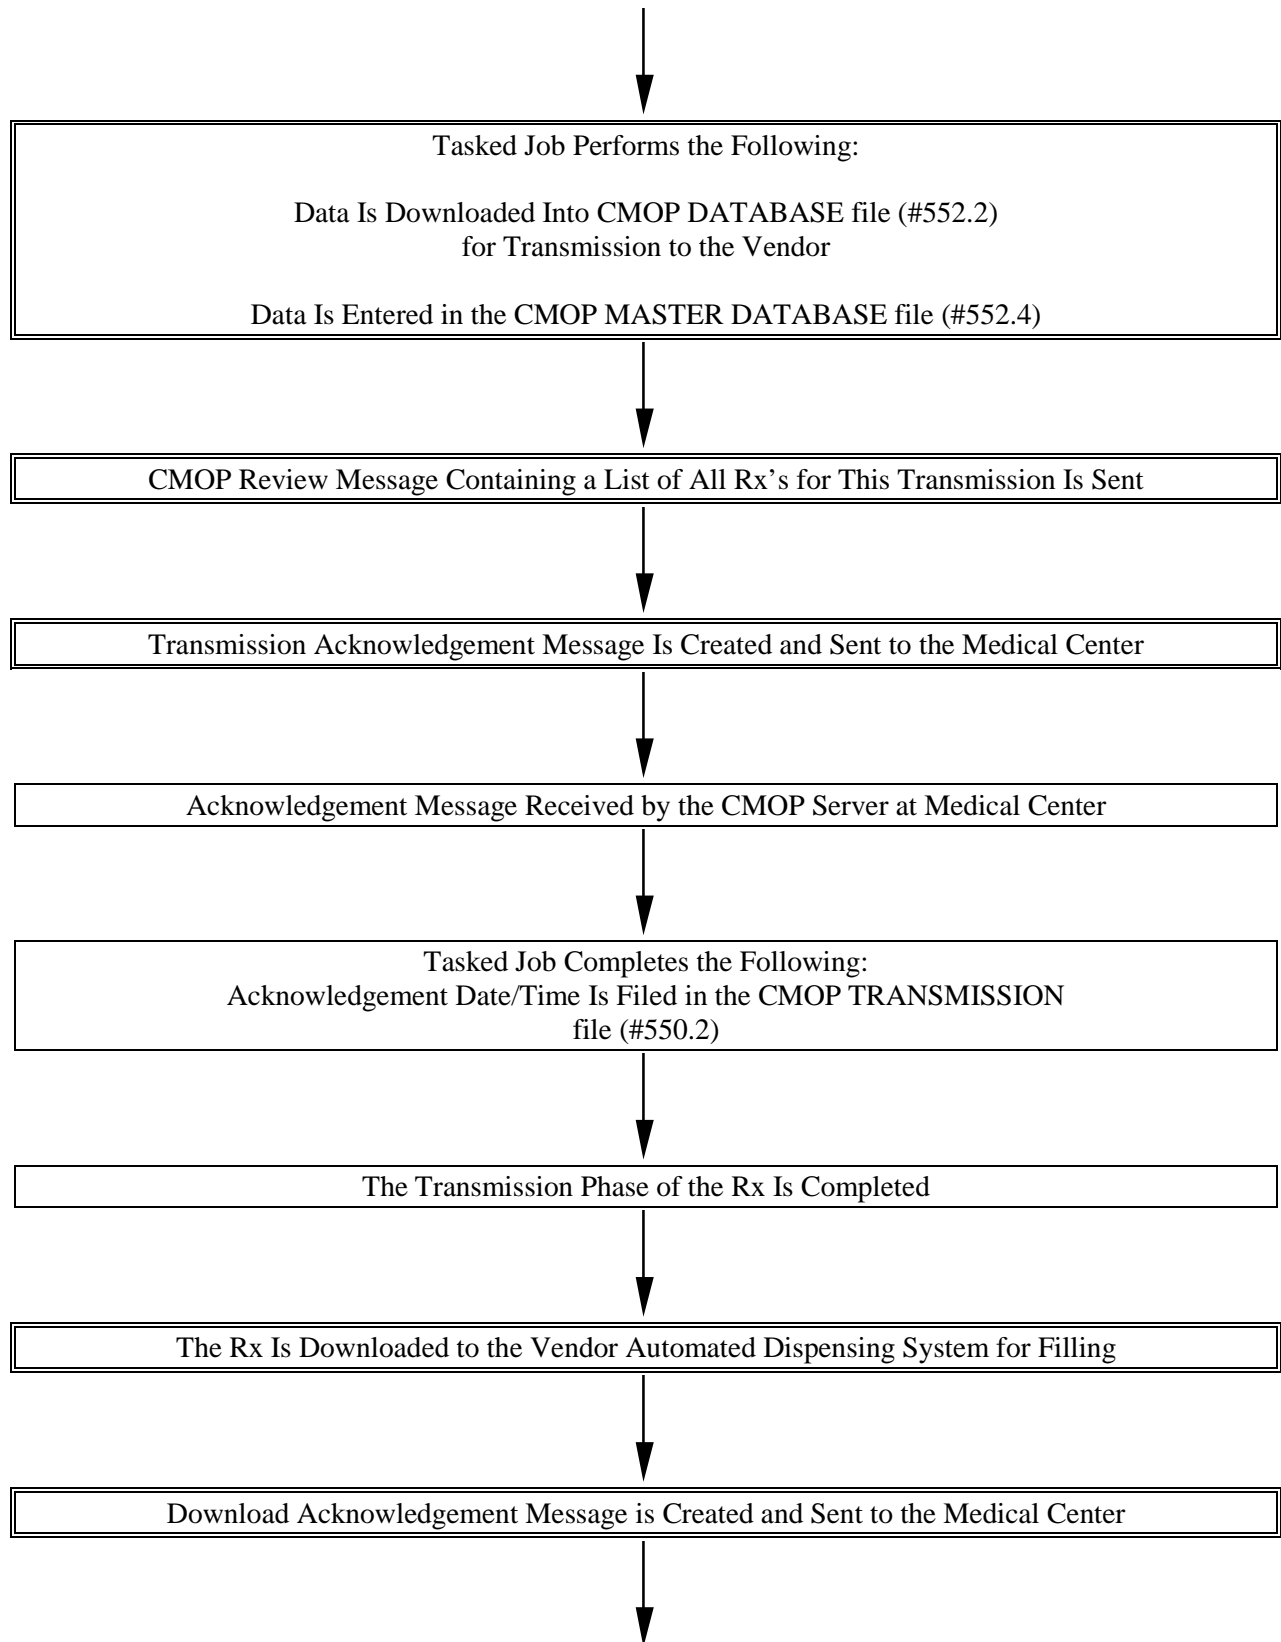 Tasked Job Performs the Following:
Data Is Downloaded Into CMOP DATABASE file (#552.2)
for Transmission to the Vendor
Data Is Entered in the CMOP MASTER DATABASE file (#552.4)
CMOP Review Message Containing a List of All Rx’s for This Transmission Is Sent
Transmission Acknowledgement Message Is Created and Sent to the Medical Center
Acknowledgement Message Received by the CMOP Server at Medical Center
Tasked Job Completes the Following:
Acknowledgement Date/Time Is Filed in the CMOP TRANSMISSION
file (#550.2)
The Transmission Phase of the Rx Is Completed
The Rx Is Downloaded to the Vendor Automated Dispensing System for Filling
Download Acknowledgement Message is Created and Sent to the Medical Center